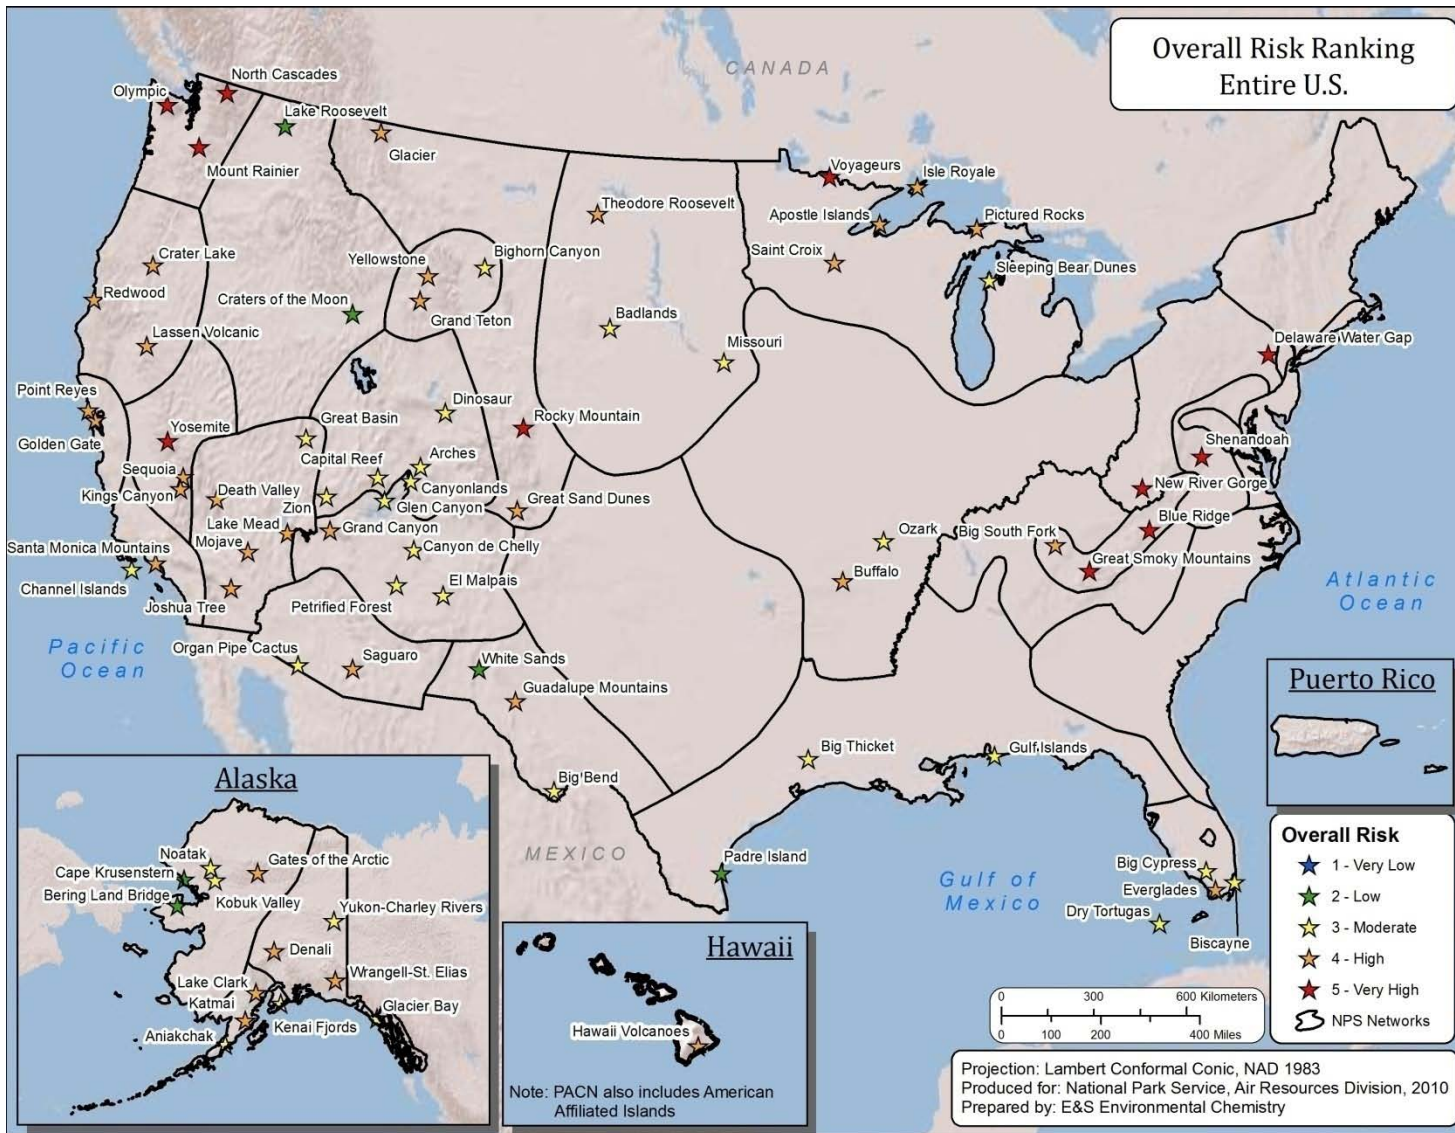 Overall Risk Ranking
Entire U.S.
CANADA
North Cascades
Olympic
Lake Roosevelt
Glacier
Mount Rainier
Voyageurs
Isle Royale
Theodore Roosevelt
Apostle Islands
Pictured Rocks
Crater Lake
Yellowstone
Bighorn Canyon
Saint Croix
Sleeping Bear Dunes
Redwood
Craters of the Moon
Grand Teton
Badlands
Lassen Volcanic
Missouri
Delaware Water Gap
Point Reyes
Dinosaur
Golden Gate
Yosemite
Great Basin
Rocky Mountain
Shenandoah
Sequoia
Capital Reef
Arches
Kings Canyon
Death Valley
Canyonlands
New River Gorge
Zion
Glen Canyon
Great Sand Dunes
Lake Mead
Grand Canyon
Blue Ridge
Mojave
Ozark
Big South Fork
Santa Monica Mountains
Canyon de Chelly
Great Smoky Mountains
Channel Islands
El Malpais
Buffalo
Joshua Tree
Petrified Forest
Atlantic
Ocean
Pacific
Ocean
Organ Pipe Cactus
Saguaro
White Sands
Guadalupe Mountains
Big Thicket
Gulf Islands
Big Bend
MEXICO
Padre Island
Gulf of
Mexico
Big Cypress
Everglades
Dry Tortugas
Biscayne
Puerto Rico
Alaska
Noatak
Gates of the Arctic
Cape Krusenstern
Bering Land Bridge
Kobuk Valley
Yukon-Charley Rivers
Denali
Lake Clark
Wrangell-St. Elias
Katmai
Glacier Bay
Aniakchak
Kenai Fjords
Hawaii
Hawaii Volcanoes
Note: PACN also includes American
Affiliated Islands
Overall Risk
1 - Very Low
2 - Low
3 - Moderate
4 - High
5 - Very High
NPS Networks
0 300 600 Kilometers
0 100 200 400 Miles
Projection: Lambert Conformal Conic, NAD 1983
Produced for: National Park Service, Air Resources Division, 2010
Prepared by: E&S Environmental Chemistry